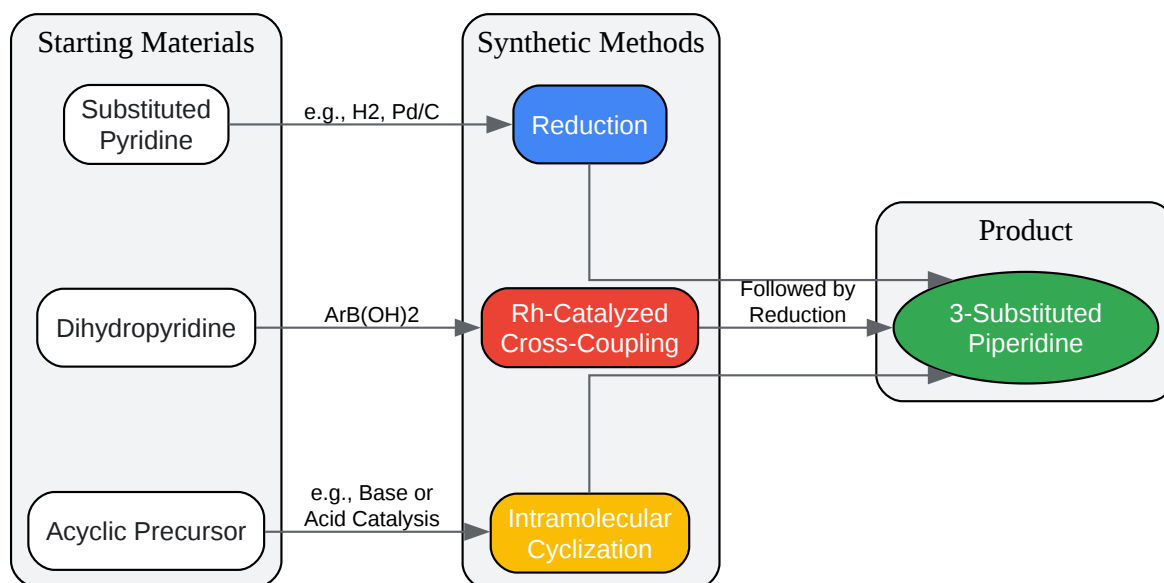 Starting Materials
Substituted
Pyridine
Dihydropyridine
Acyclic Precursor
e.g., H2, Pd/C
ArB(OH)2
e.g., Base or
Acid Catalysis
Synthetic Methods
Reduction
Rh-Catalyzed
Cross-Coupling
Intramolecular
Cyclization
Followed by
Reduction
Product
3-Substituted
Piperidine